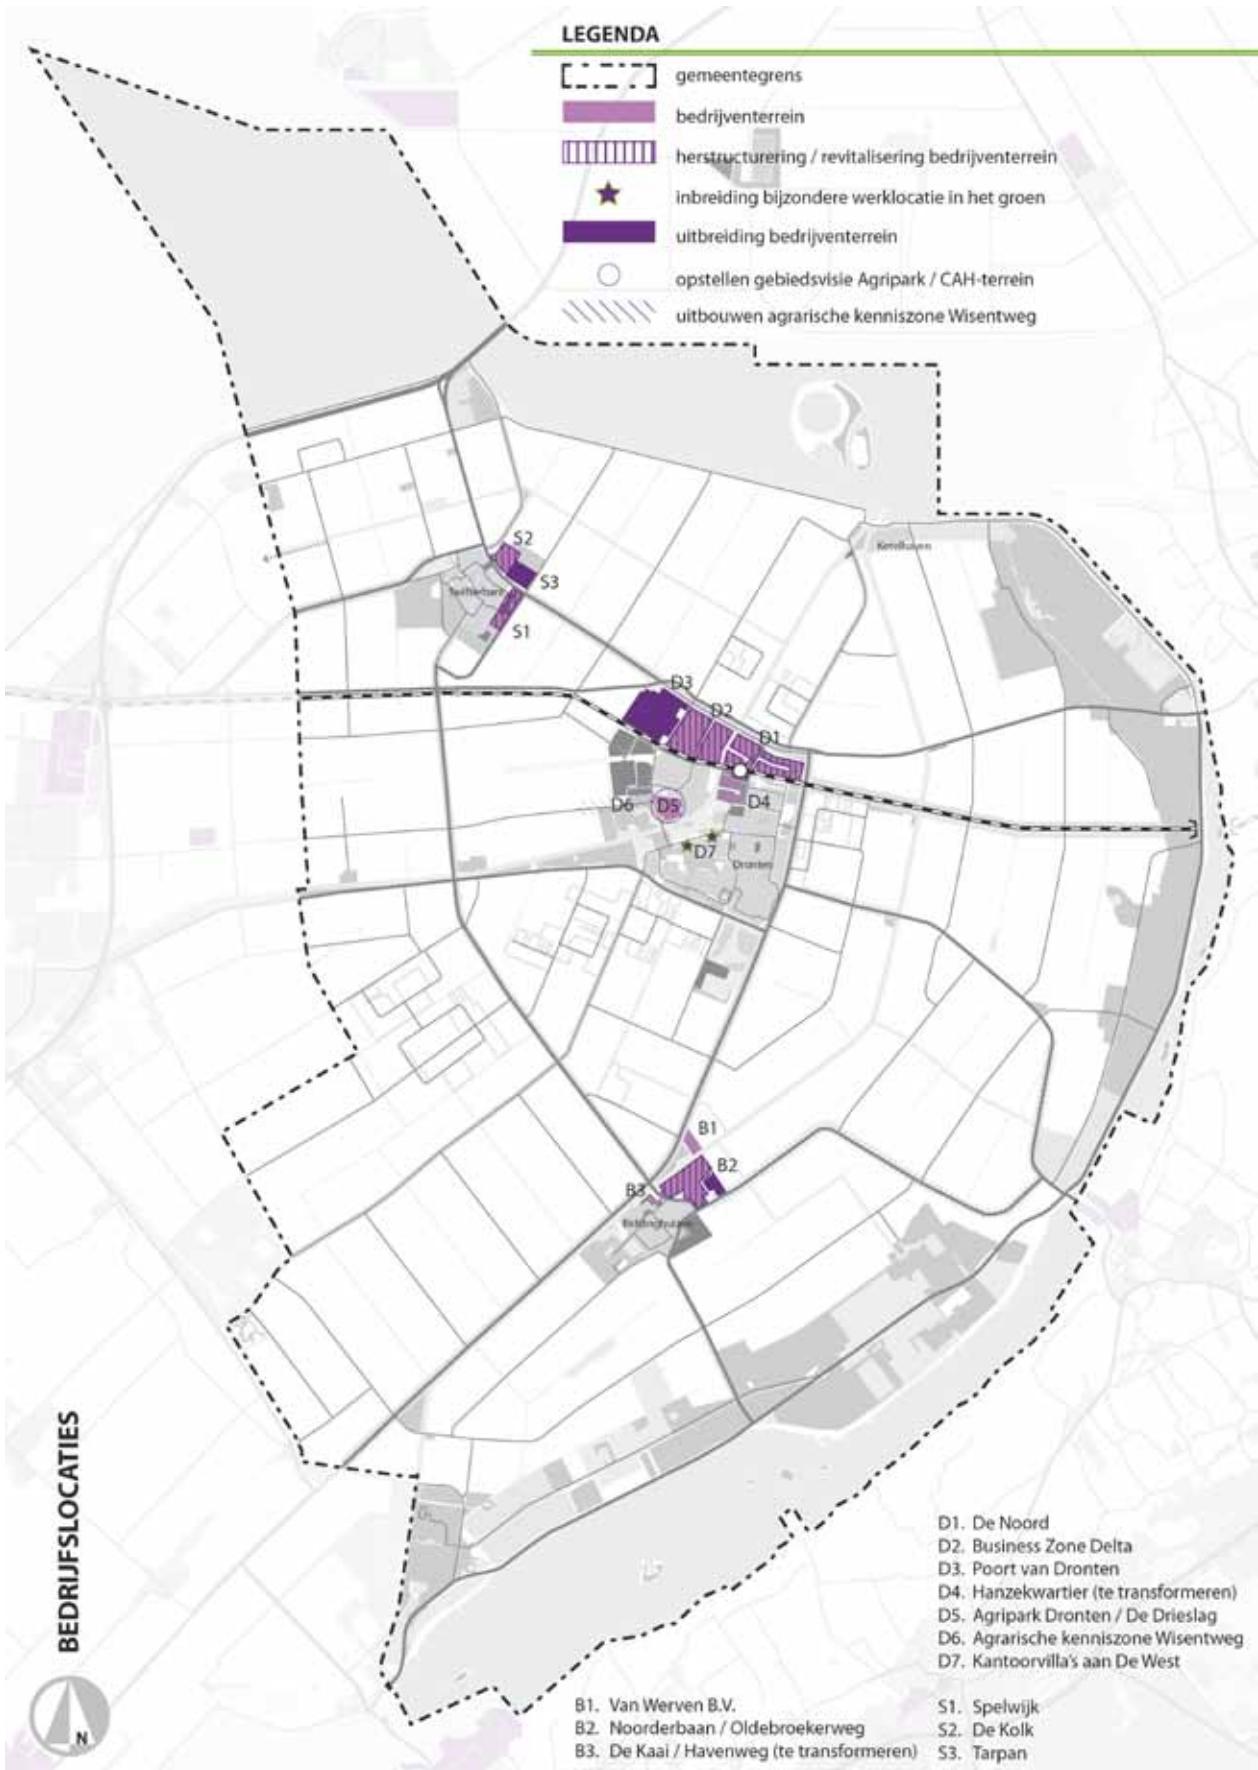 LEGENDA
gemeentegrens
bedrijventerrein
herstructurering / revitalisering bedrijventerrein
inbreiding bijzondere werklocatie in het groen
uitbreiding bedrijventerrein
opstellen gebiedsvisie Agripark / CAH-terrein
uitbouwen agrarische kenniszone Wisentweg
S2
Ketelhaven
S3
Swifterbant
S1
D3
D2
D1
D6
D5
D4
D7
Dronten
B1
B2
B3
Biddinghuizen
BEDRIJFSLOCATIES
N
D1. De Noord
D2. Business Zone Delta
D3. Poort van Dronten
D4. Hanzekwartier (te transformeren)
D5. Agripark Dronten / De Drieslag
D6. Agrarische kenniszone Wisentweg
D7. Kantoorvilla's aan De West
B1. Van Werven B.V.
B2. Noorderbaan / Oldebroekerweg
B3. De Kaai / Havenweg (te transformeren)
S1. Spelwijk
S2. De Kolk
S3. Tarpan